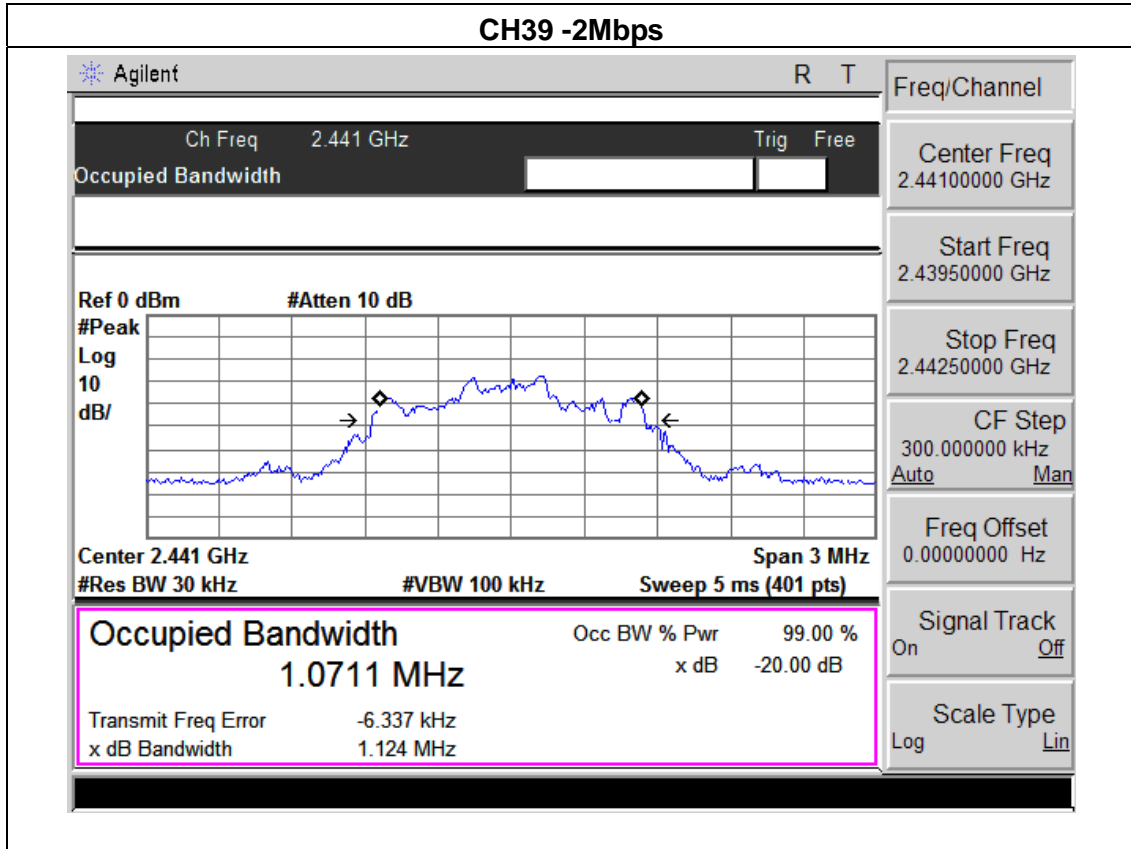 CH39 -2Mbps
Agilent R T
Ch Freq 2.441 GHz Trig Free
Occupied Bandwidth
Ref 0 dBm #Atten 10 dB
#Peak
Log
10
dB/
Center 2.441 GHz Span 3 MHz
#Res BW 30 kHz #VBW 100 kHz Sweep 5 ms (401 pts)
Occupied Bandwidth Occ BW % Pwr 99.00 %
1.0711 MHz x dB -20.00 dB
Transmit Freq Error -6.337 kHz
x dB Bandwidth 1.124 MHz
Freq/Channel
Center Freq
2.44100000 GHz
Start Freq
2.43950000 GHz
Stop Freq
2.44250000 GHz
CF Step
300.000000 kHz
Auto Man
Freq Offset
0.00000000 Hz
Signal Track
On Off
Scale Type
Log Lin